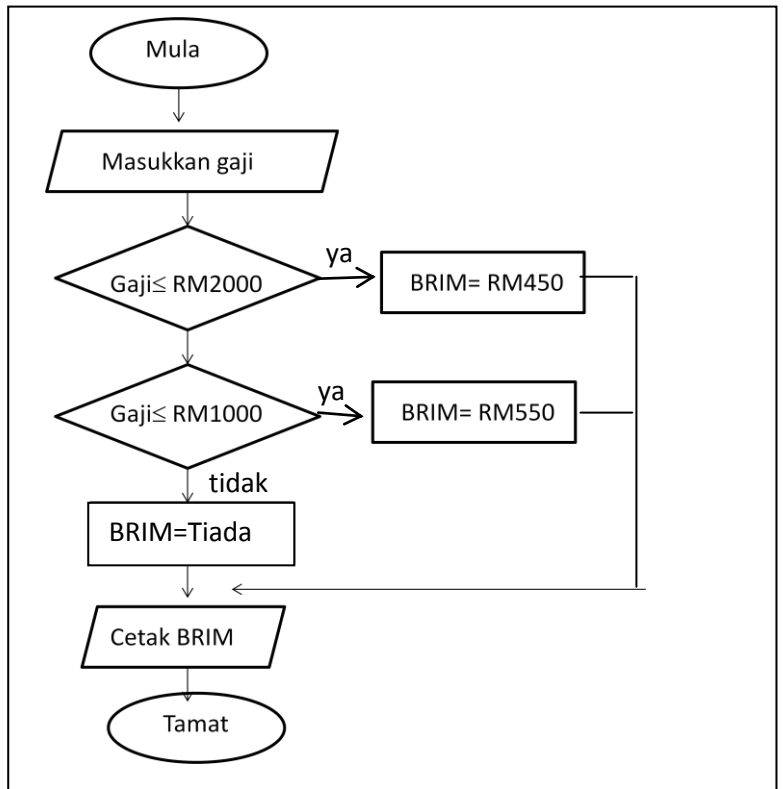 Mula
Masukkan gaji
Gaji≤ RM2000
ya
BRIM= RM450
Gaji≤ RM1000
ya
BRIM= RM550
tidak
BRIM=Tiada
Cetak BRIM
Tamat